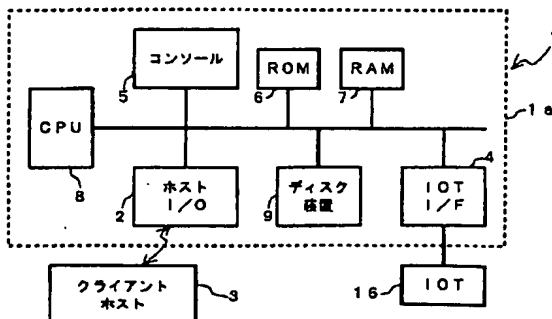 コンソール
5
ROM
6
RAM
7
CPU
8
1a
ホスト
I/O
2
ディスク
装置
9
IOT
I/F
4
クライアント
ホスト
3
16
IOT